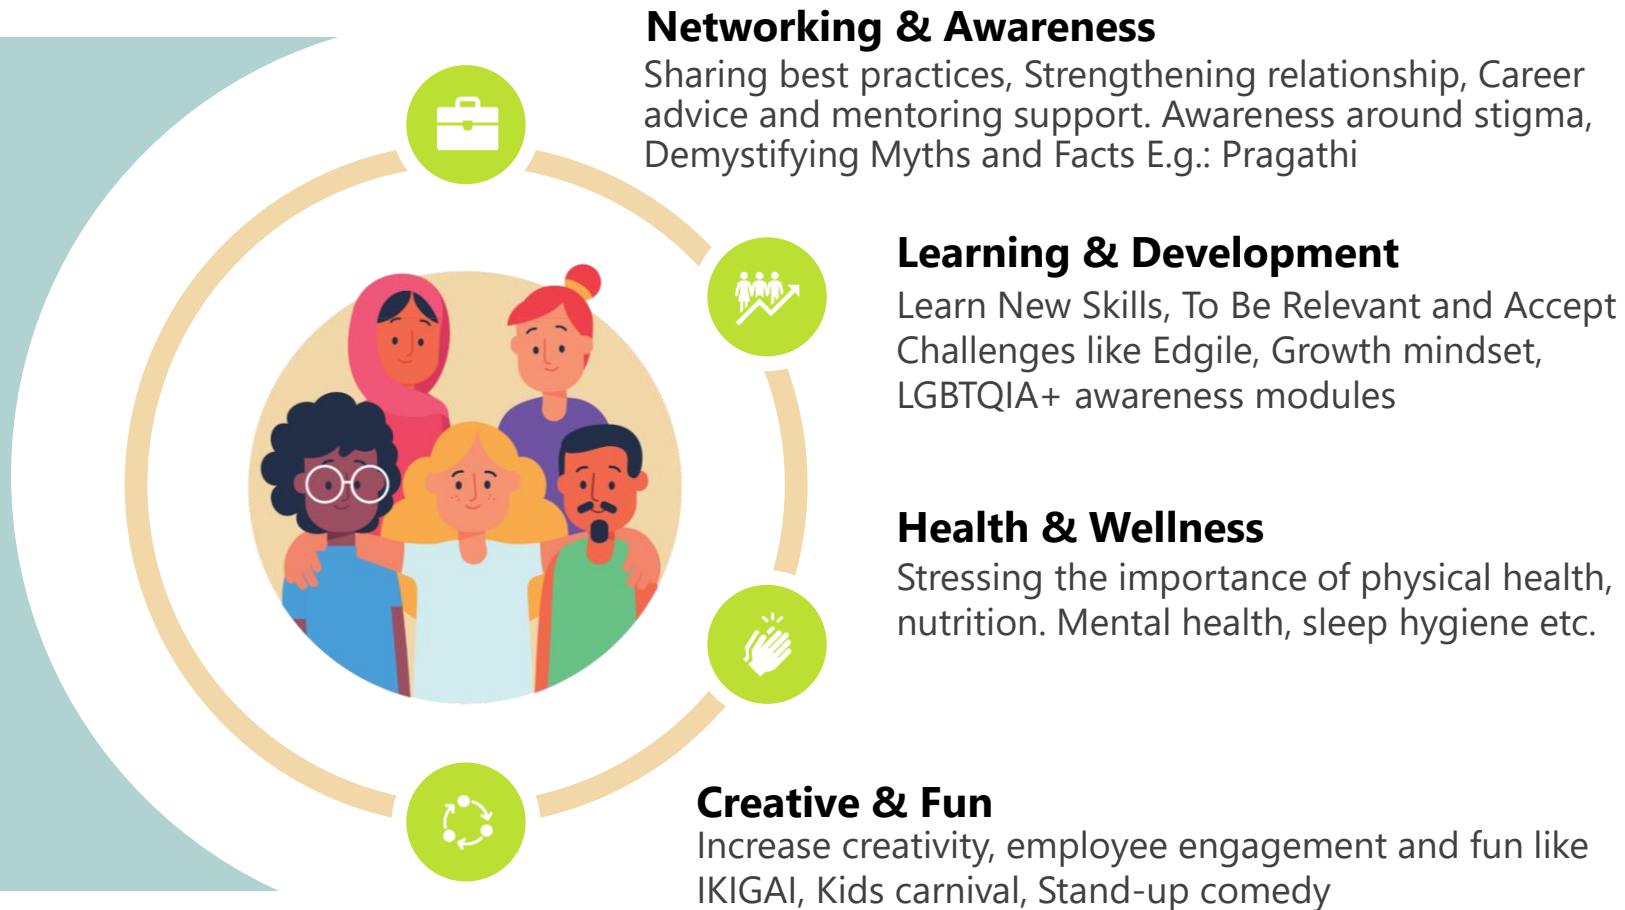 Networking & Awareness
Sharing best practices, Strengthening relationship, Career
advice and mentoring support. Awareness around stigma,
Demystifying Myths and Facts E.g.: Pragathi
Learning & Development
Learn New Skills, To Be Relevant and Accept
Challenges like Edgile, Growth mindset,
LGBTQIA+ awareness modules
Health & Wellness
Stressing the importance of physical health,
nutrition. Mental health, sleep hygiene etc.
Creative & Fun
Increase creativity, employee engagement and fun like
IKIGAI, Kids carnival, Stand-up comedy